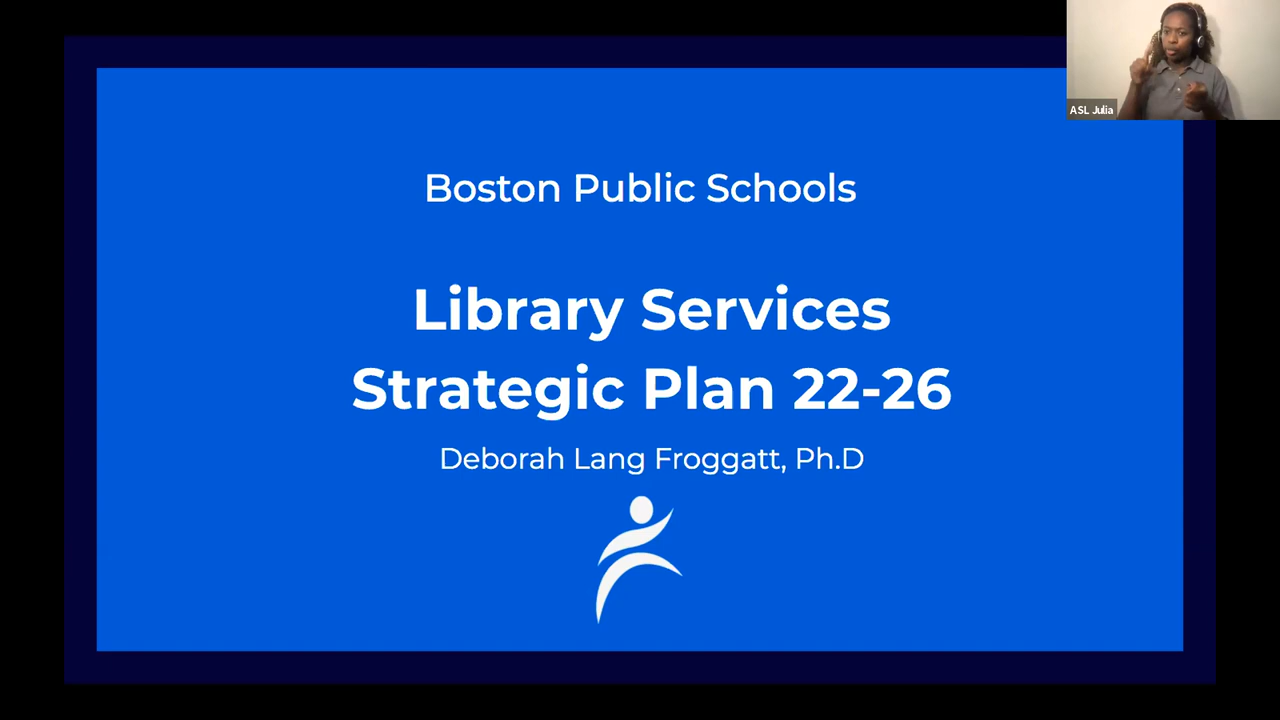 ASL Julia
Boston Public Schools
Library Services
Strategic Plan 22-26
Deborah Lang Froggatt, Ph.D